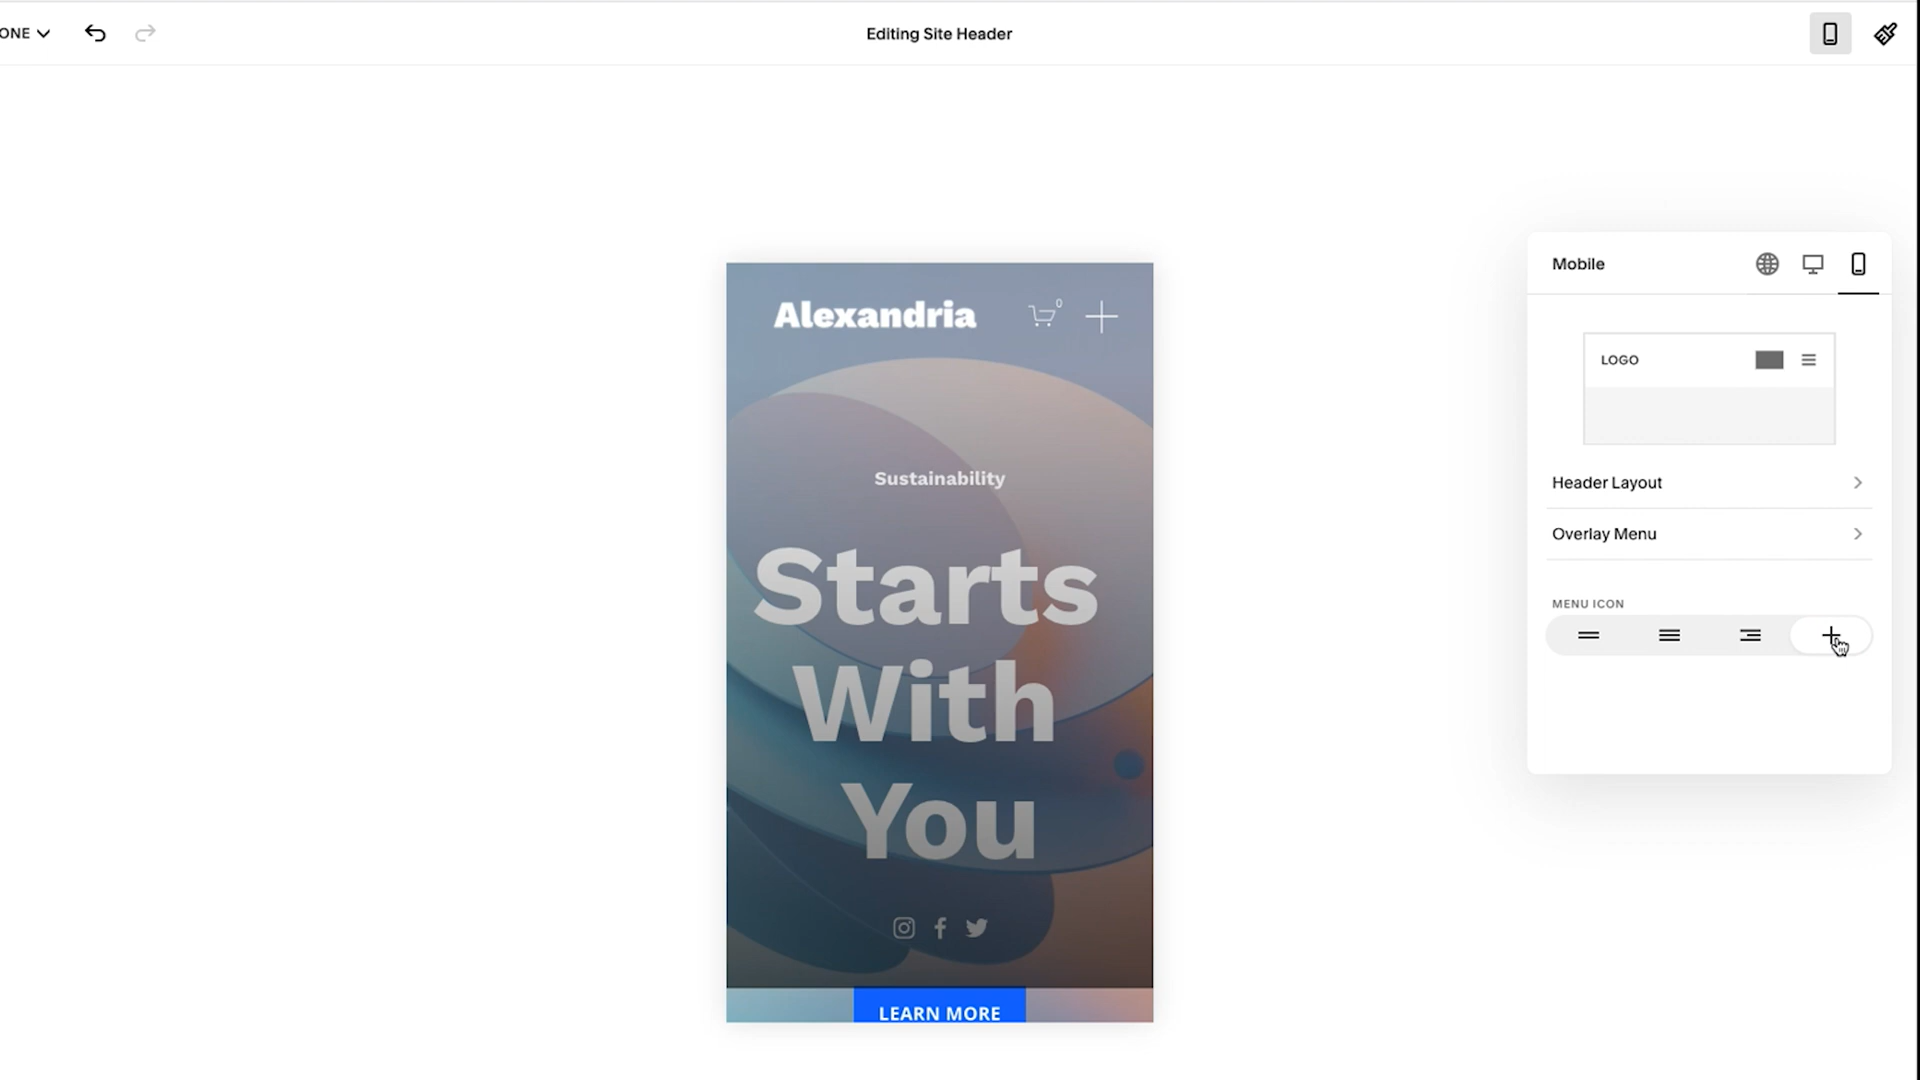 ONE
Editing Site Header
Mobile
LOGO
Header Layout
Overlay Menu
MENU ICON
Alexandria
0
Sustainability
Starts
With
You
LEARN MORE